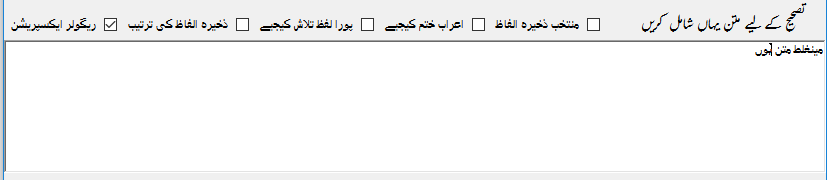 تصحیح کے لیے متن یہاں شامل کریں
منتخب ذخیرہ الفاظ اعراب ختم کیجیے پورا لفظ تلاش کیجیے ذخیرہ الفاظ کی ترتیب ریگولر ایکسپریشن
مینغلط متن ہوں